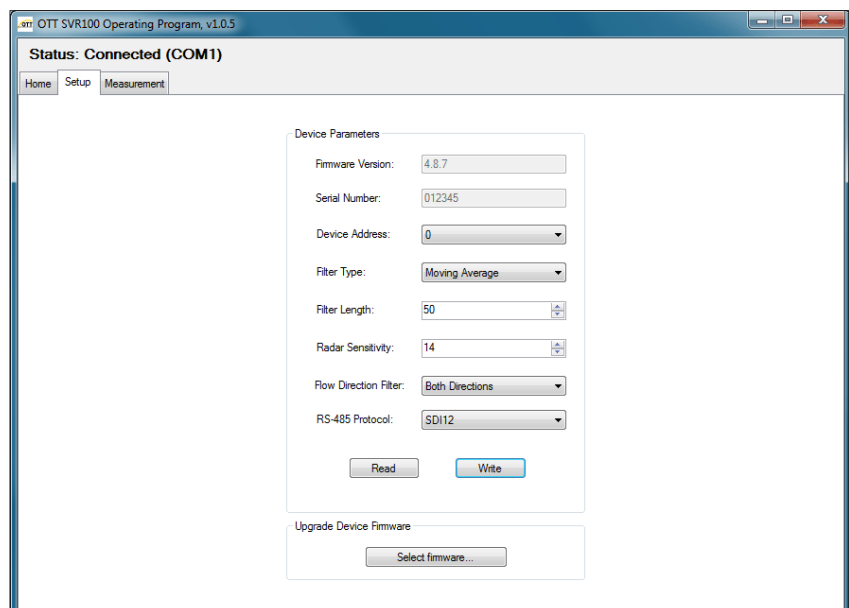 OTT SVR100 Operating Program, v1.0.5
Status: Connected (COM1)
Home Setup Measurement
Device Parameters
Firmware Version: 4.8.7
Serial Number: 012345
Device Address: 0
Filter Type: Moving Average
Filter Length: 50
Radar Sensitivity: 14
Flow Direction Filter: Both Directions
RS-485 Protocol: SDI12
Read Write
Upgrade Device Firmware
Select firmware...